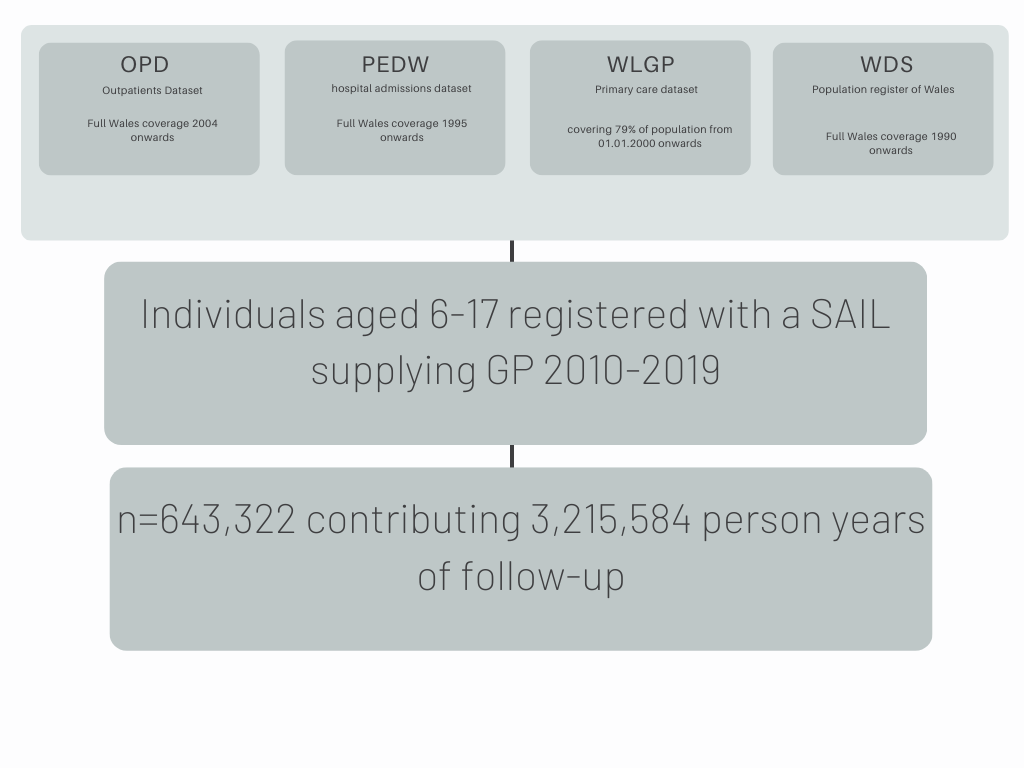 OPD
Outpatients Dataset
Full Wales coverage 2004
onwards
PEDW
hospital admissions dataset
Full Wales coverage 1995
onwards
WLGP
Primary care dataset
covering 79% of population from
01.01.2000 onwards
WDS
Population register of Wales
Full Wales coverage 1990
onwards
Individuals aged 6-17 registered with a SAIL
supplying GP 2010-2019
n=643,322 contributing 3,215,584 person years
of follow-up